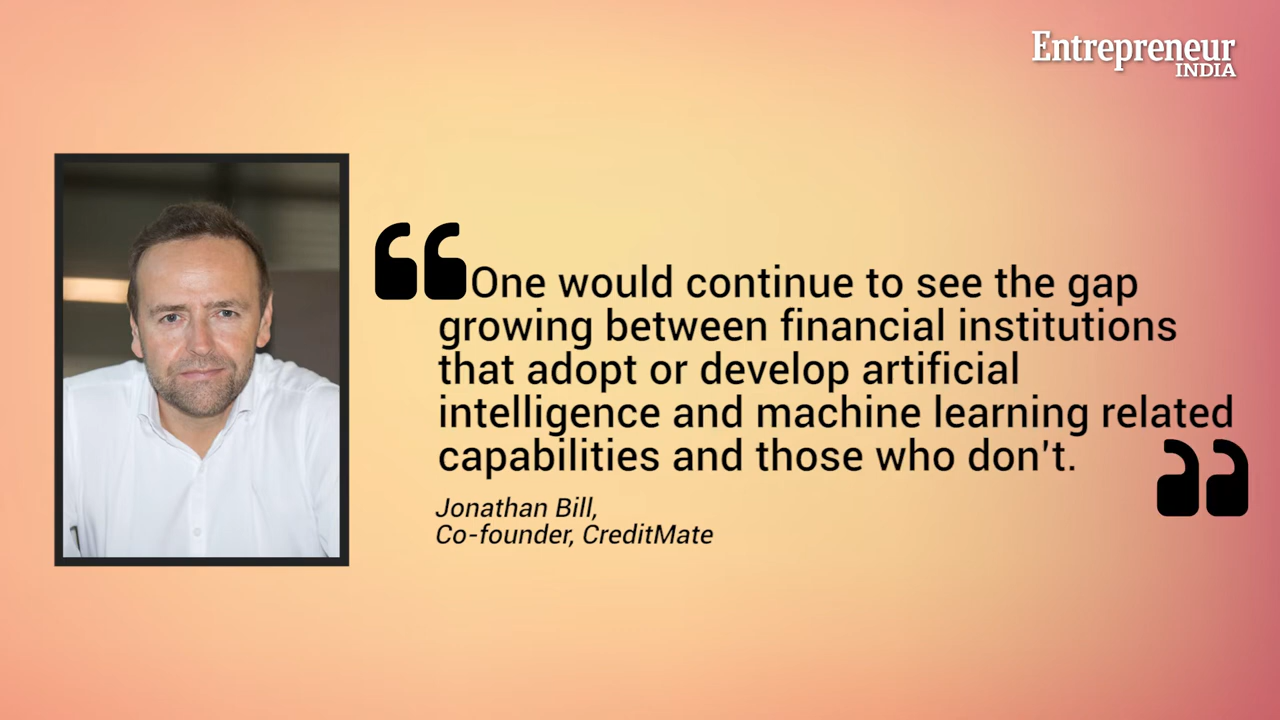 Entrepreneur
INDIA
“One would continue to see the gap
growing between financial institutions
that adopt or develop artificial
intelligence and machine learning related
capabilities and those who don't.”
Jonathan Bill,
Co-founder, CreditMate